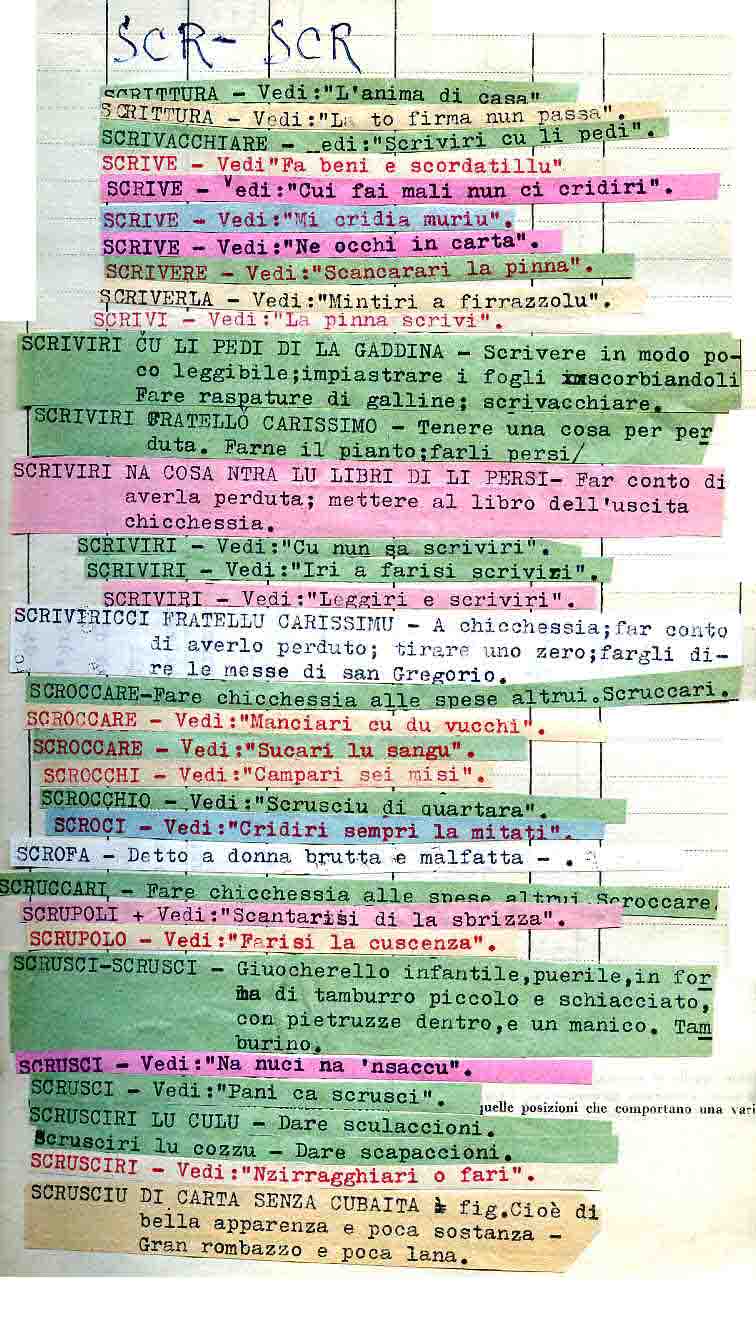 SCR- SCR
SCRITTURA - Vedi:"L'anima di casa"
SCRITTURA - Vedi:"La to firma nun passa".
SCRIVACCHIARE - edi:"Scriviri cu li pedi".
SCRIVE - Vedi"Fa beni e scordatillu"
SCRIVE - Vedi:"Cui fai mali nun ci cridiri".
SCRIVE - Vedi:"Mi cridia muriu".
SCRIVE - Vedi:"Ne occhi in carta".
SCRIVERE - Vedi:"Scancarari la pinna".
SCRIVERLA - Vedi:"Mintiri a firrazzolu".
SCRIVI - Vedi:"La pinna scrivi".
SCRIVIRI CU LI PEDI DI LA GADDINA - Scrivere in modo po-
co leggibile;impiastrare i fogli scorbiandoli
Fare raspature di galline; scrivacchiare.
SCRIVIRI FRATELLO CARISSIMO - Tenere una cosa per per
duta. Farne il pianto;farli persi/
SCRIVIRI NA COSA NTRA LU LIBRI DI LI PERSI- Far conto di
averla perduta; mettere al libro dell'uscita
chicchessia.
SCRIVIRI - Vedi:"Cu nun sa scriviri".
SCRIVIRI - Vedi:"Iri a farisi scriviri".
SCRIVIRI - Vedi:"Leggiri e scriviri".
SCRIVIRICCI FRATELLU CARISSIMU - A chicchessia;far conto
di averlo perduto; tirare uno zero;fargli di-
re le messe di san Gregorio.
SCROCCARE-Fare chicchessia alle spese altrui.Scruccari.
SCROCCARE - Vedi:"Manciari cu du vucchi".
SCROCCARE - Vedi:"Sucari lu sangu".
SCROCCHI - Vedi:"Campari sei misi".
SCROCCHIO - Vedi:"Scrusciu di quartara".
SCROCI - Vedi:"Cridiri sempri la mitati".
SCROFA - Detto a donna brutta e malfatta - .
SCRUCCARI - Fare chicchessia alle spese altrui.Scroccare.
SCRUPOLI + Vedi:"Scantarisi di la sbrizza".
SCRUPOLO - Vedi:"Farisi la cuscenza".
SCRUSCI-SCRUSCI - Giuocherello infantile,puerile,in for
ma di tamburro piccolo e schiacciato,
con pietruzze dentro,e un manico. Tam
burino.
SCRUSCI - Vedi:"Na nuci na 'nsaccu".
SCRUSCI - Vedi:"Pani ca scrusci".
quelle posizioni che comportano una vari
SCRUSCIRI LU CULU - Dare sculaccioni.
Scrusciri lu cozzu - Dare scapaccioni.
SCRUSCIRI - Vedi:"Nzirragghiari o fari".
SCRUSCIU DI CARTA SENZA CUBAITA - fig.Cioè di
bella apparenza e poca sostanza -
Gran rombazzo e poca lana.